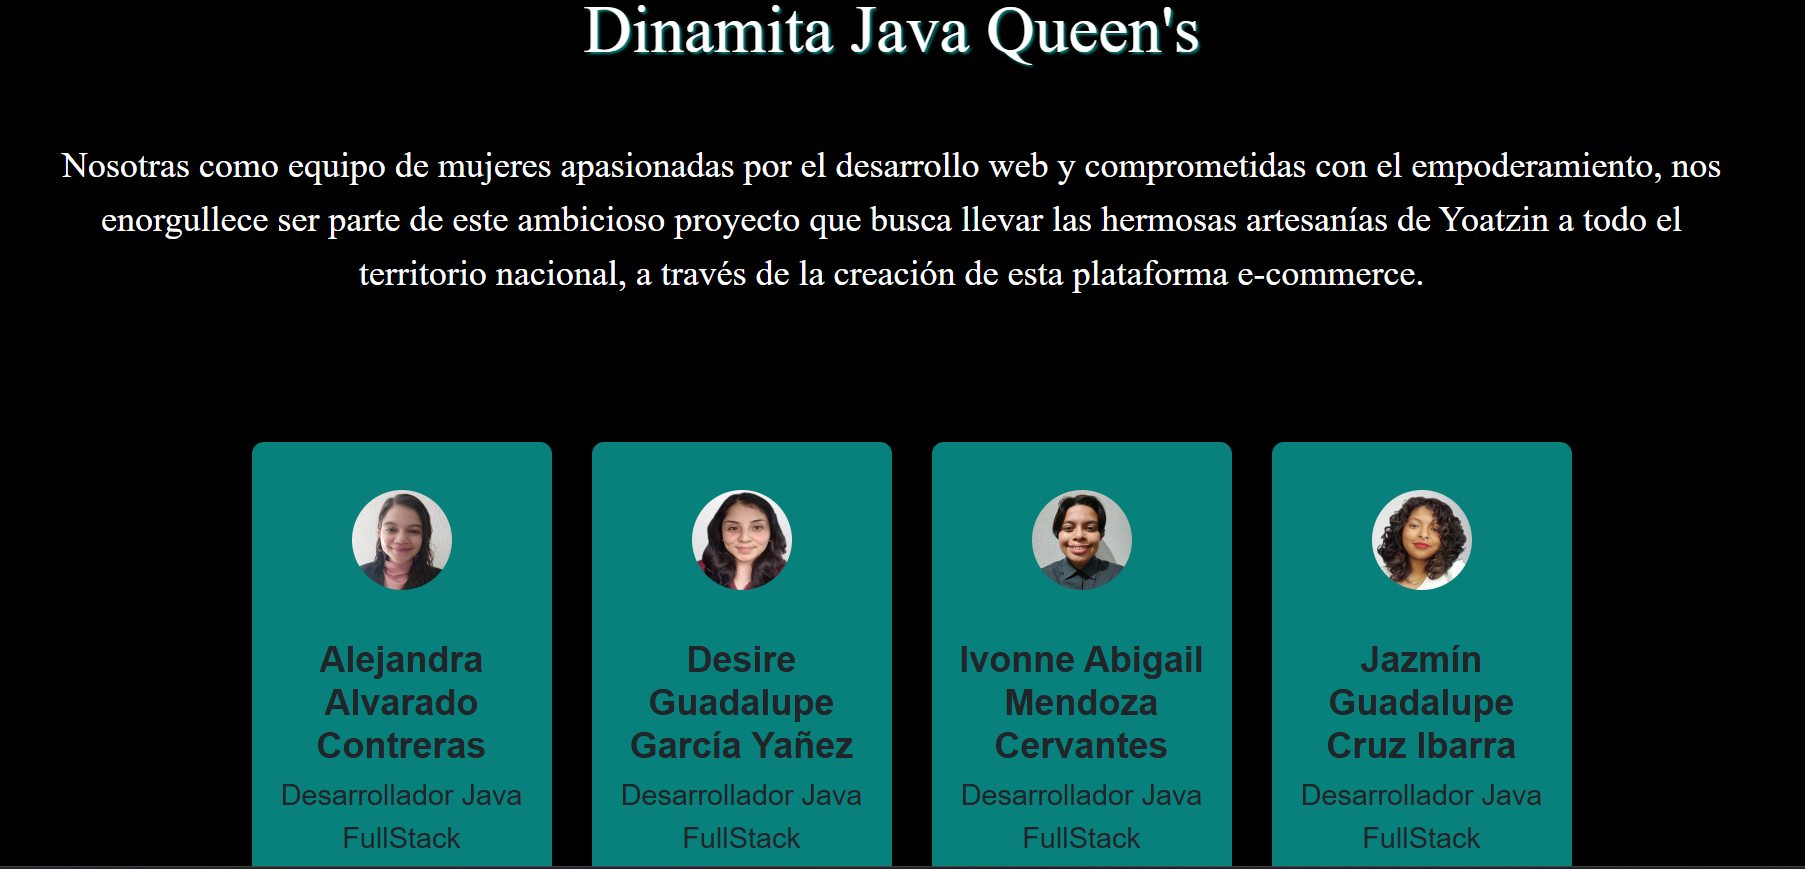 Dinamita Java Queen's
Nosotras como equipo de mujeres apasionadas por el desarrollo web y comprometidas con el empoderamiento, nos
enorgullece ser parte de este ambicioso proyecto que busca llevar las hermosas artesanías de Yoatzin a todo el
territorio nacional, a través de la creación de esta plataforma e-commerce.
Alejandra
Alvarado
Contreras
Desarrollador Java
FullStack
Desire
Guadalupe
García Yañez
Desarrollador Java
FullStack
Ivonne Abigail
Mendoza
Cervantes
Desarrollador Java
FullStack
Jazmín
Guadalupe
Cruz Ibarra
Desarrollador Java
FullStack